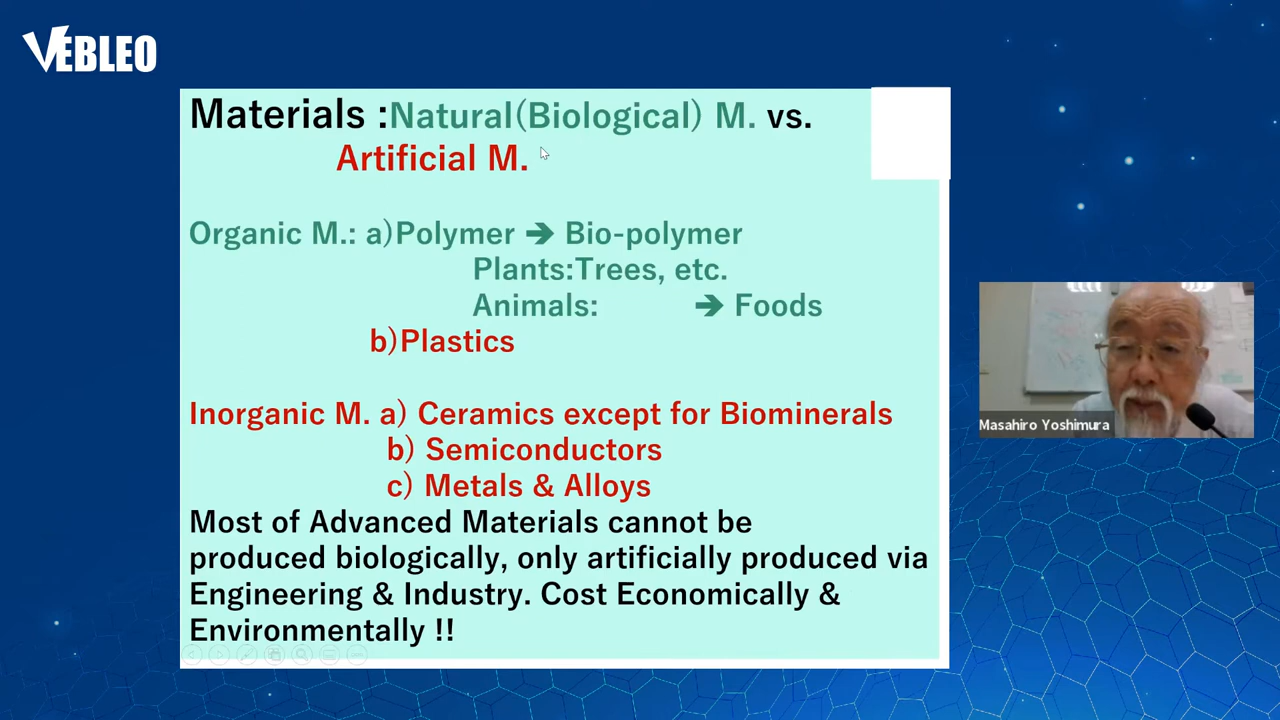 VEBLEO
Materials :Natural(Biological) M. vs.
Artificial M.
Organic M.: a)Polymer ➔ Bio-polymer
Plants:Trees, etc.
Animals: ➔ Foods
b)Plastics
Inorganic M. a) Ceramics except for Biominerals
b) Semiconductors
c) Metals & Alloys
Most of Advanced Materials cannot be
produced biologically, only artificially produced via
Engineering & Industry. Cost Economically &
Environmentally !!
Masahiro Yoshimura